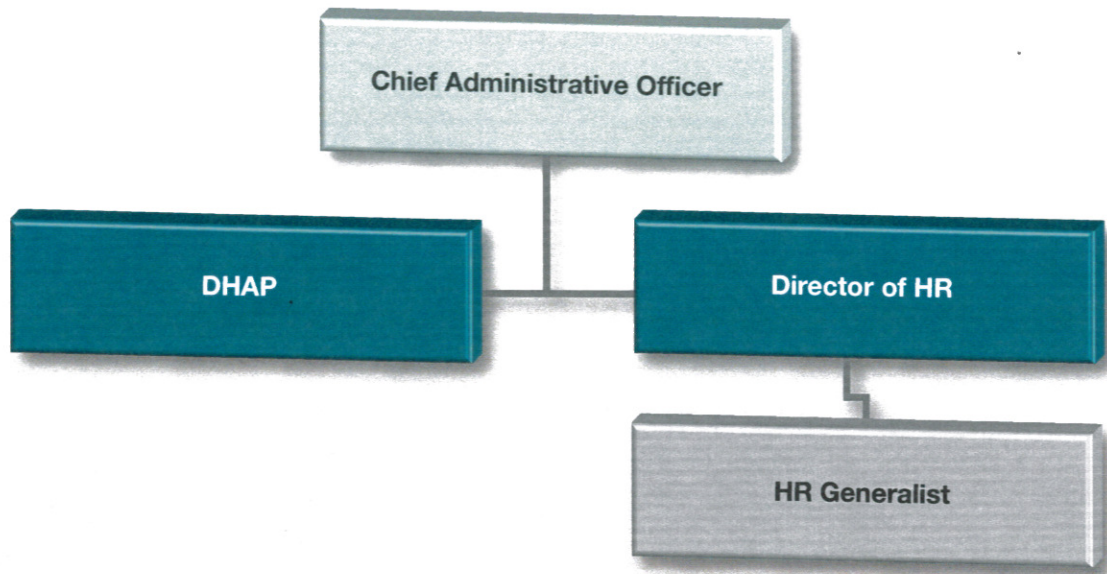 Chief Administrative Officer
DHAP
Director of HR
HR Generalist